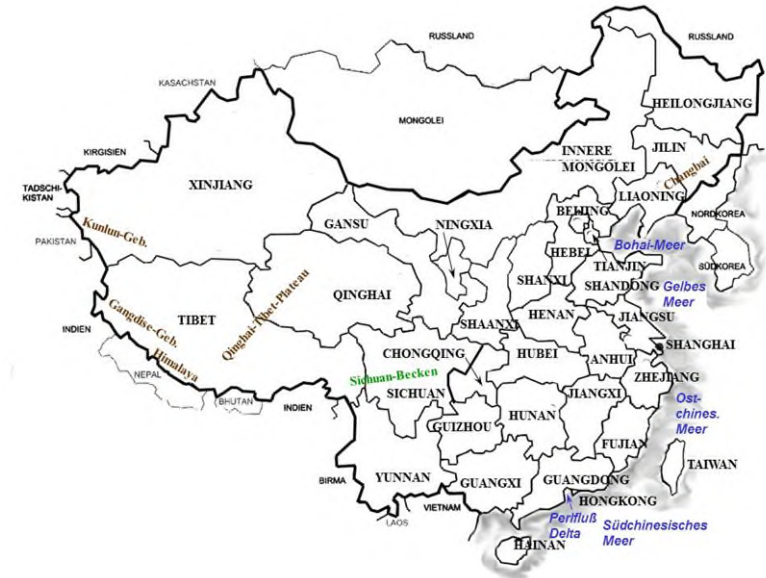 RUSSLAND
RUSSLAND
KASACHSTAN
HEILONGJIANG
MONGOLEI
KIRGISIEN
INNERE
MONGOLEI
JILIN
Changbai
TADSCHI-
KISTAN
XINJIANG
LIAONING
BEIJING
NORDKOREA
Kunlun-Geb.
GANSU
NINGXIA
PAKISTAN
HEBEI
Bohai-Meer
TIANJIN
SÜDKOREA
SHANXI
SHANDONG
Gelbes
Meer
QINGHAI
Qinghai-Tibet-Plateau
Gangdise-Geb.
TIBET
HENAN
JIANGSU
INDIEN
SHAANXI
SHANGHAI
Himalaya
CHONGQING
HUBEI
ANHUI
NEPAL
Sichuan-Becken
ZHEJIANG
SICHUAN
JIANGXI
BHUTAN
INDIEN
Ost-
chines.
Meer
HUNAN
GUIZHOU
FUJIAN
TAIWAN
BIRMA
YUNNAN
GUANGXI
GUANGDONG
HONGKONG
VIETNAM
LAOS
Perlfluß
Delta
Südchinesisches
Meer
HAINAN